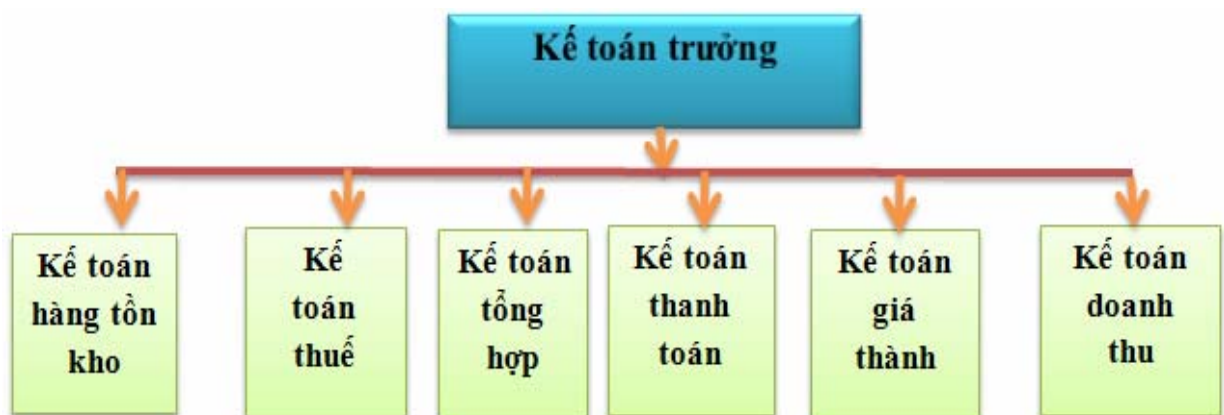 Kế toán trưởng
Kế toán
hàng tồn
kho
Kế
toán
thuế
Kế toán
tổng
hợp
Kế toán
thanh
toán
Kế toán
giá
thành
Kế toán
doanh
thu